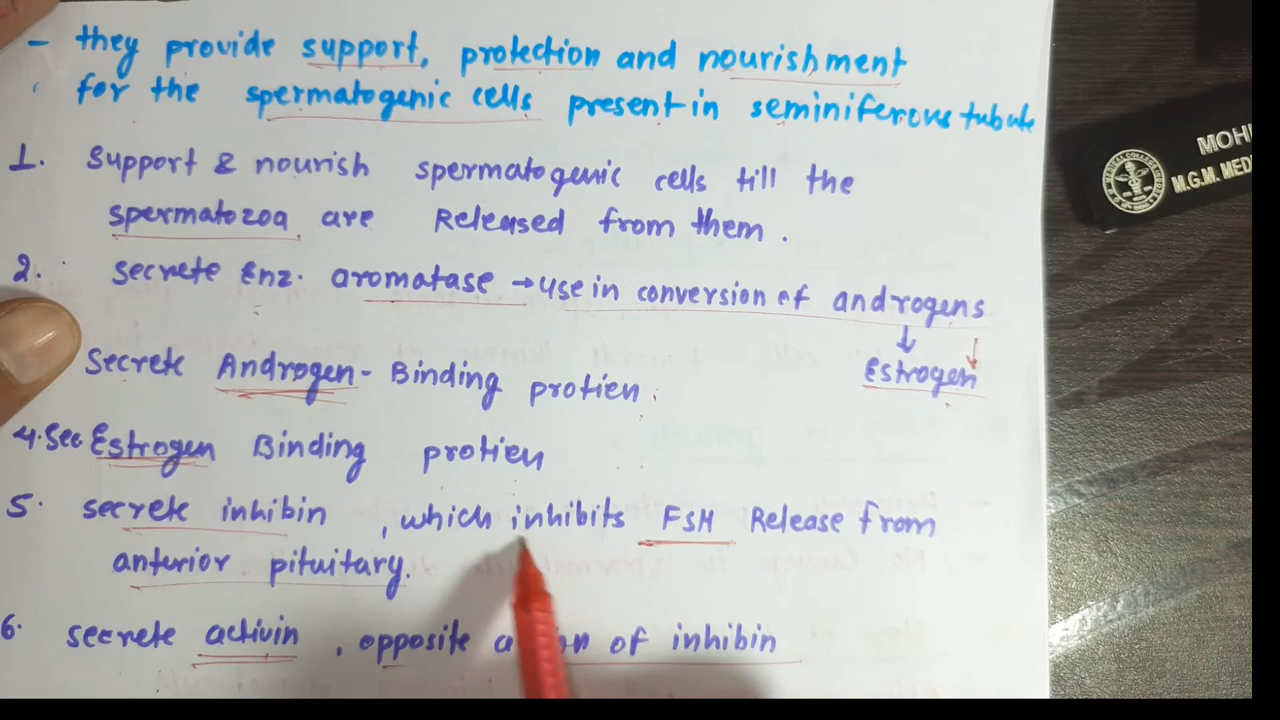 - they provide support, protection and nourishment
for the spermatogenic cells present in seminiferous tubule
1. Support & nourish spermatogenic cells till the
spermatozoa are Released from them.
2. secrete Enz. aromatase → use in conversion of androgens
↓
Estrogen
secrete Androgen-Binding protien.
4. Sec Estrogen Binding protien
5. secrete inhibin, which inhibits FSH Release from
anterior pituitary.
6. secrete activin, opposite of inhibin
MOH
M.G.M. MED